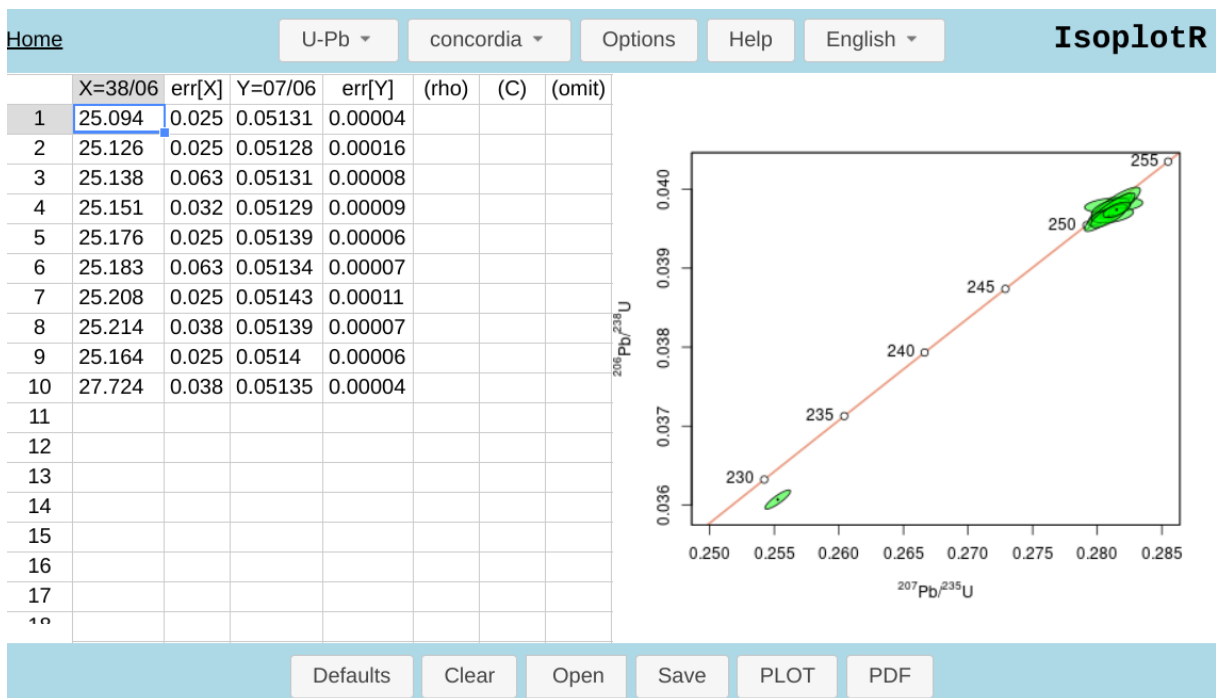 Home U-Pb concordia Options Help English IsoplotR
X=38/06 err[X] Y=07/06 err[Y] (rho) (C) (omit)
1 25.094 0.025 0.05131 0.00004
2 25.126 0.025 0.05128 0.00016
3 25.138 0.063 0.05131 0.00008
4 25.151 0.032 0.05129 0.00009
5 25.176 0.025 0.05139 0.00006
6 25.183 0.063 0.05134 0.00007
7 25.208 0.025 0.05143 0.00011
8 25.214 0.038 0.05139 0.00007
9 25.164 0.025 0.0514 0.00006
10 27.724 0.038 0.05135 0.00004
11
12
13
14
15
16
17
18
255
250
245
240
235
230
0.040
0.039
0.038
0.037
0.036
²⁰⁶Pb/²³⁸U
0.250 0.255 0.260 0.265 0.270 0.275 0.280 0.285
²⁰⁷Pb/²³⁵U
Defaults Clear Open Save PLOT PDF